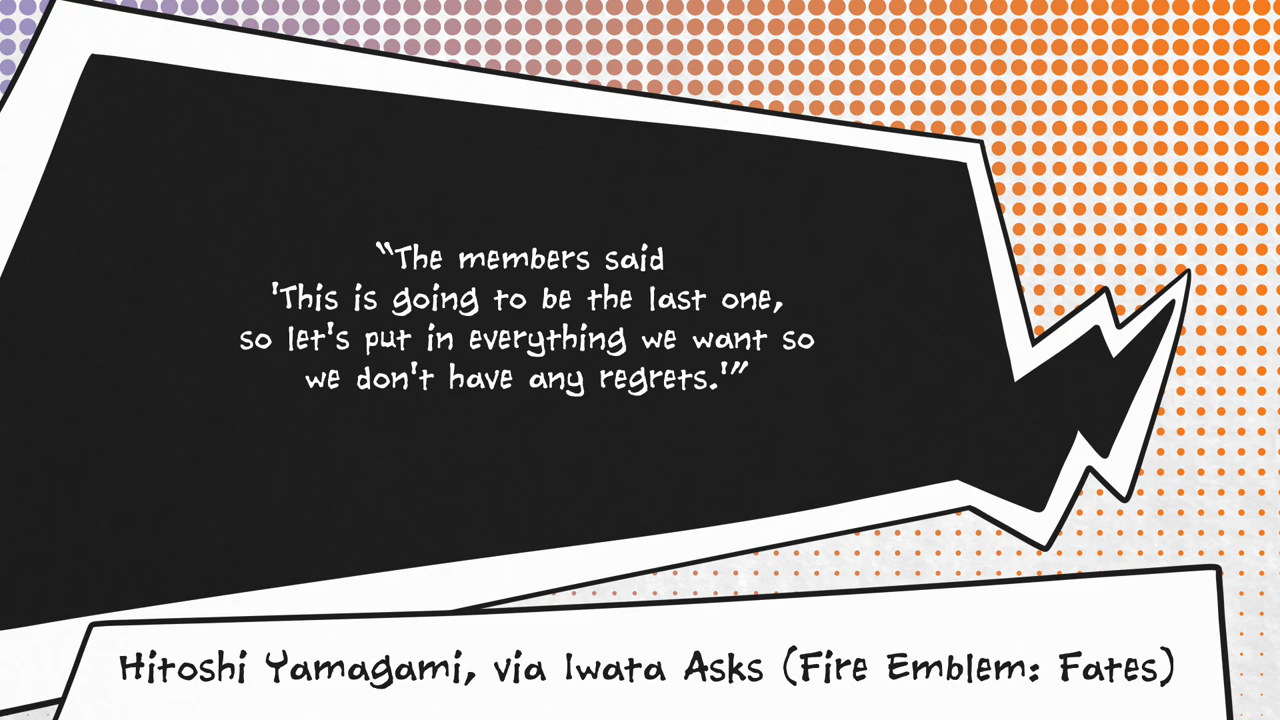 “The members said
'This is going to be the last one,
so let's put in everything we want so
we don't have any regrets.'”
Hitoshi Yamagami, via Iwata Asks (Fire Emblem: Fates)